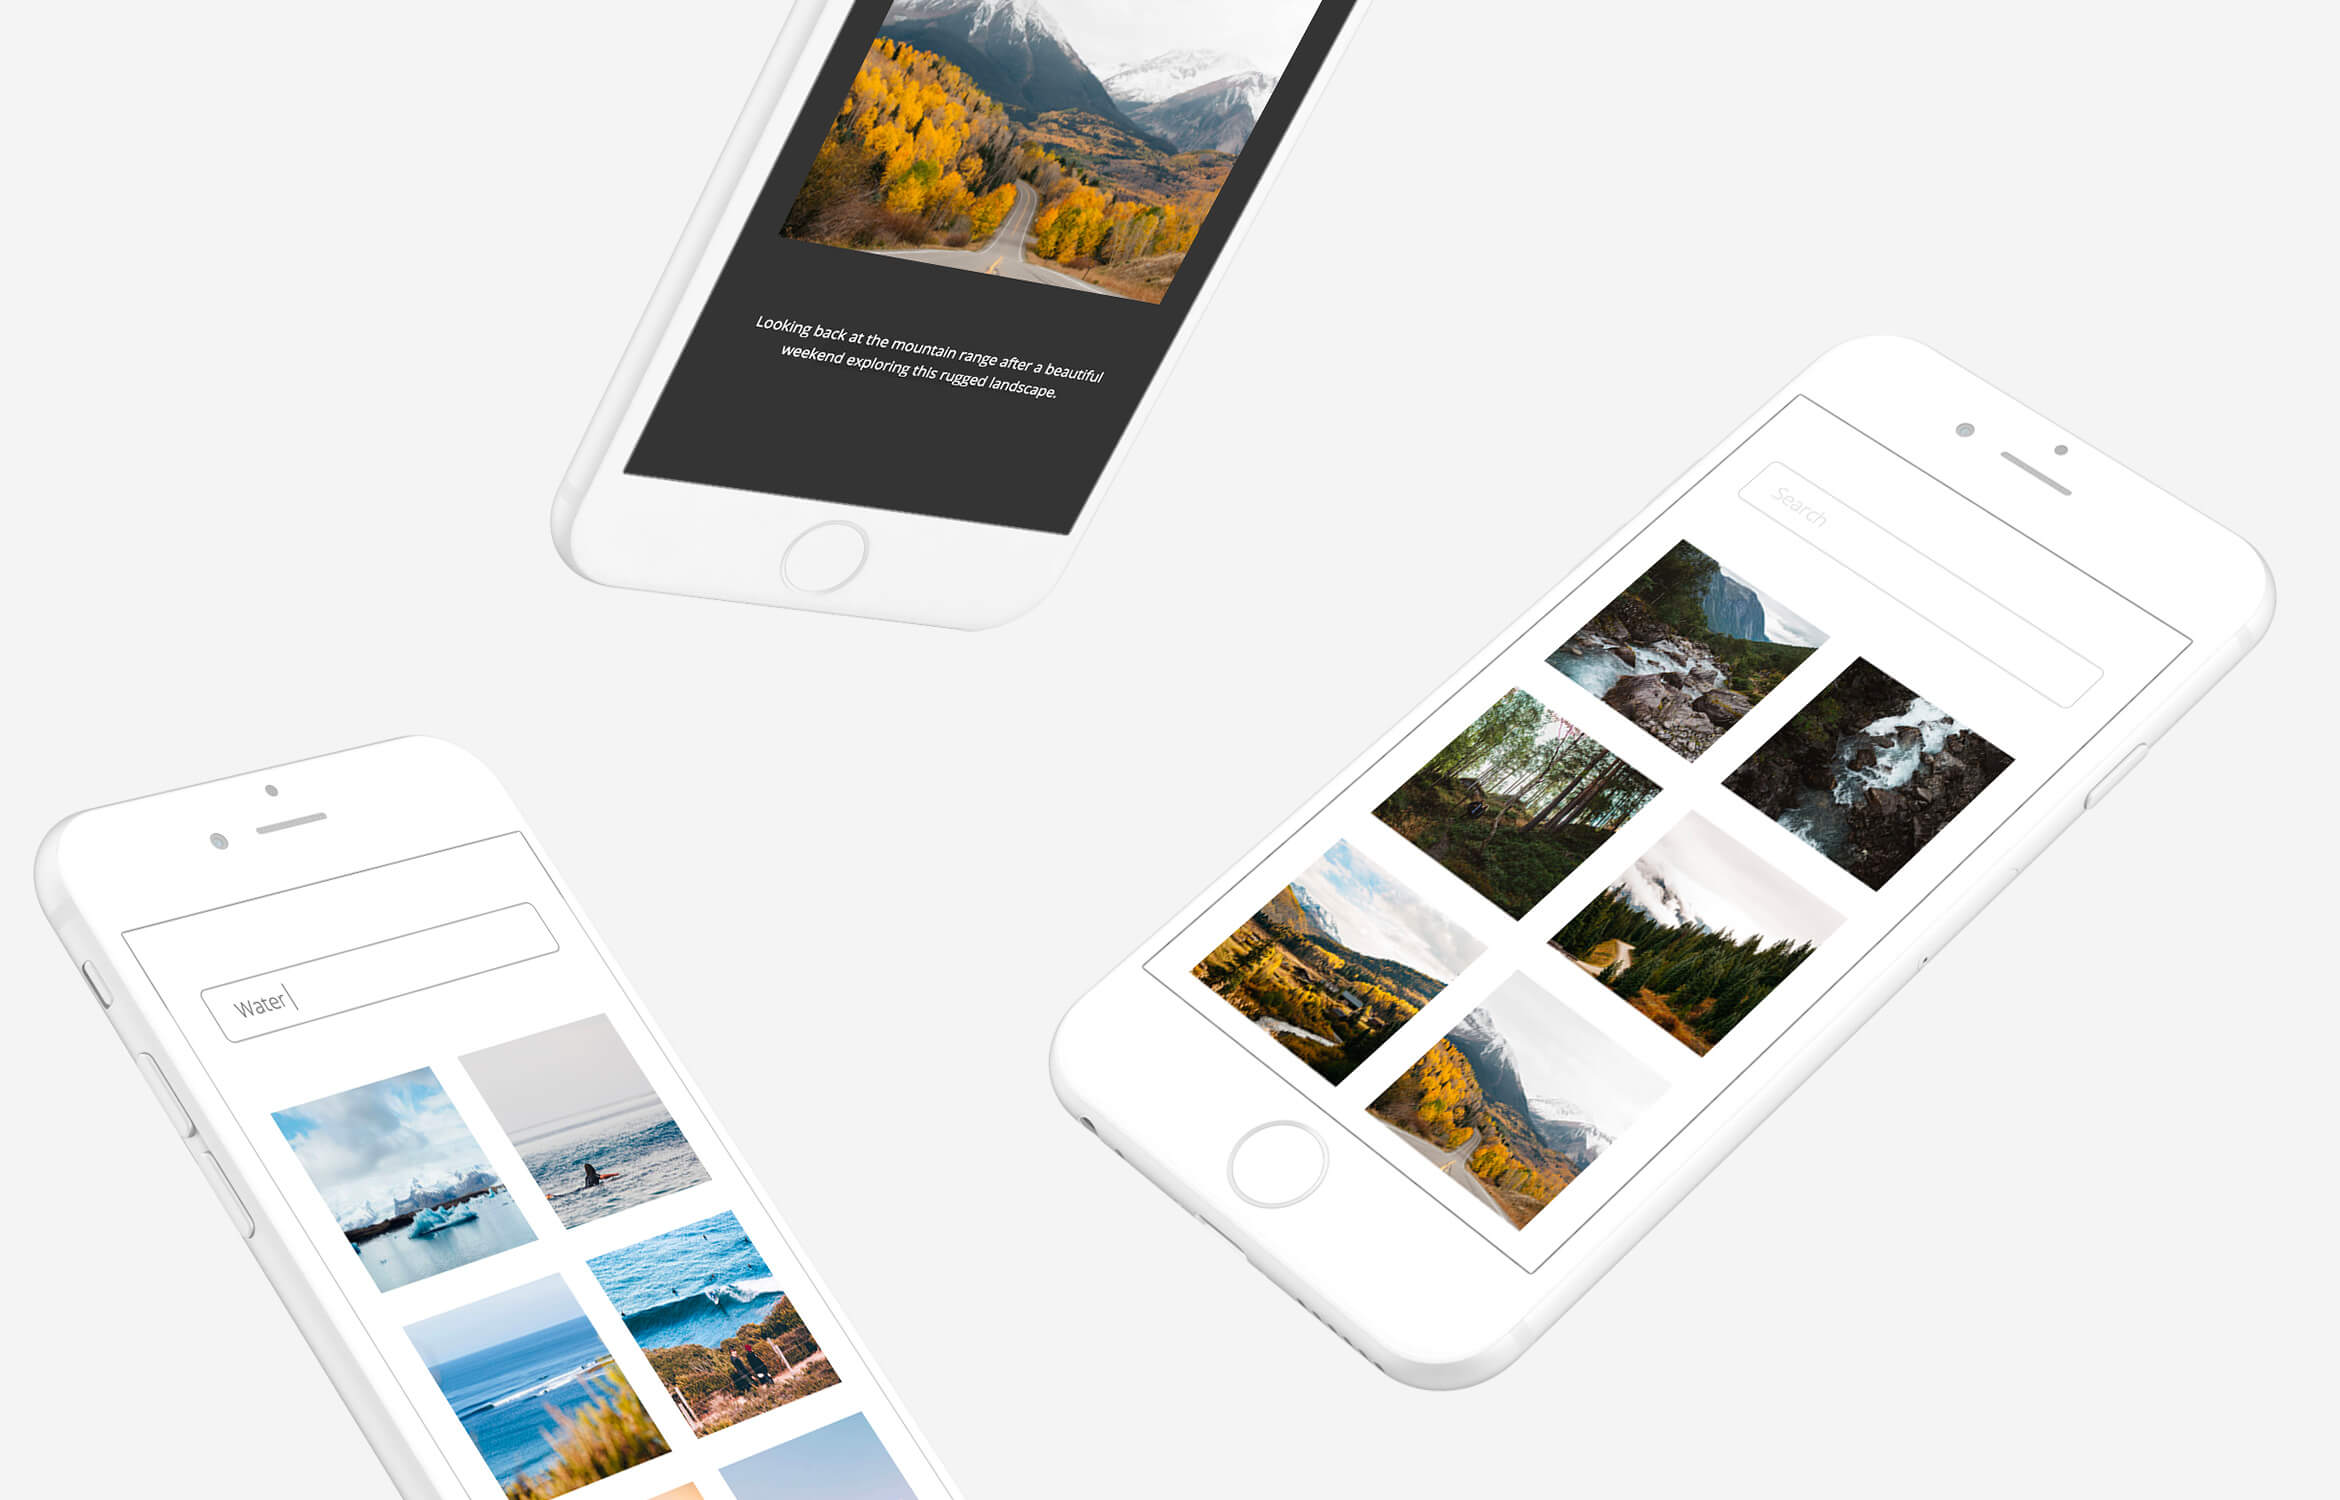 Looking back at the mountain range after a beautiful
weekend exploring this rugged landscape.
Search
Water